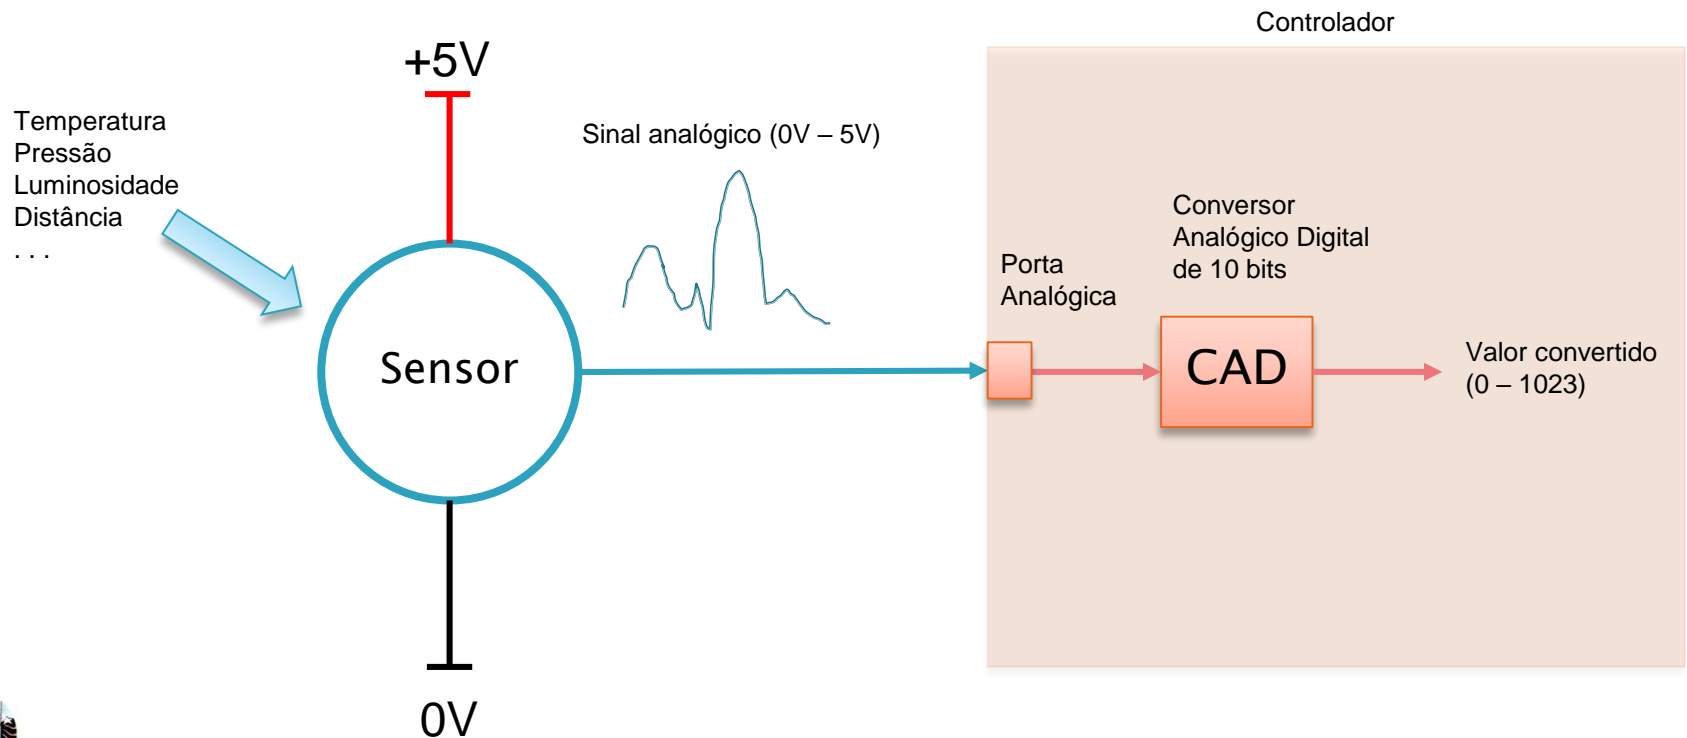 Controlador
+5V
Temperatura
Pressão
Luminosidade
Distância
. . .
Sinal analógico (0V – 5V)
Conversor
Analógico Digital
de 10 bits
Porta
Analógica
Sensor
CAD
Valor convertido
(0 – 1023)
0V